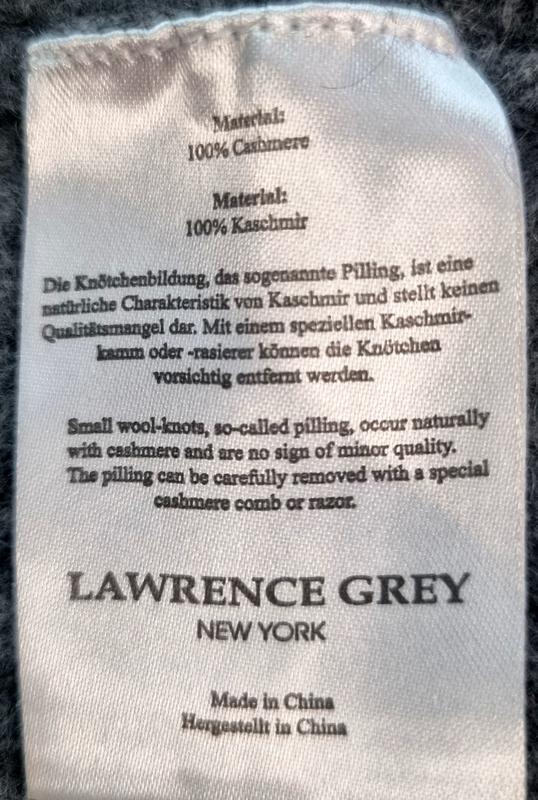 Material:
100% Cashmere
Material:
100% Kaschmir
Die Knötchenbildung, das sogenannte Pilling, ist eine
natürliche Charakteristik von Kaschmir und stellt keinen
Qualitätsmangel dar. Mit einem speziellen Kaschmir-
kamm oder -rasierer können die Knötchen
vorsichtig entfernt werden.
Small wool-knots, so-called pilling, occur naturally
with cashmere and are no sign of minor quality.
The pilling can be carefully removed with a special
cashmere comb or razor.
LAWRENCE GREY
NEW YORK
Made in China
Hergestellt in China